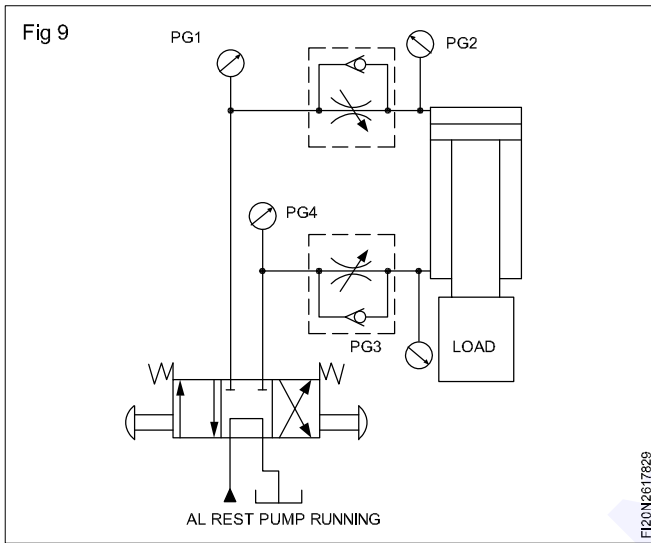 Fig 9
PG1
PG2
PG4
PG3
LOAD
AL REST PUMP RUNNING
FI20N2617829